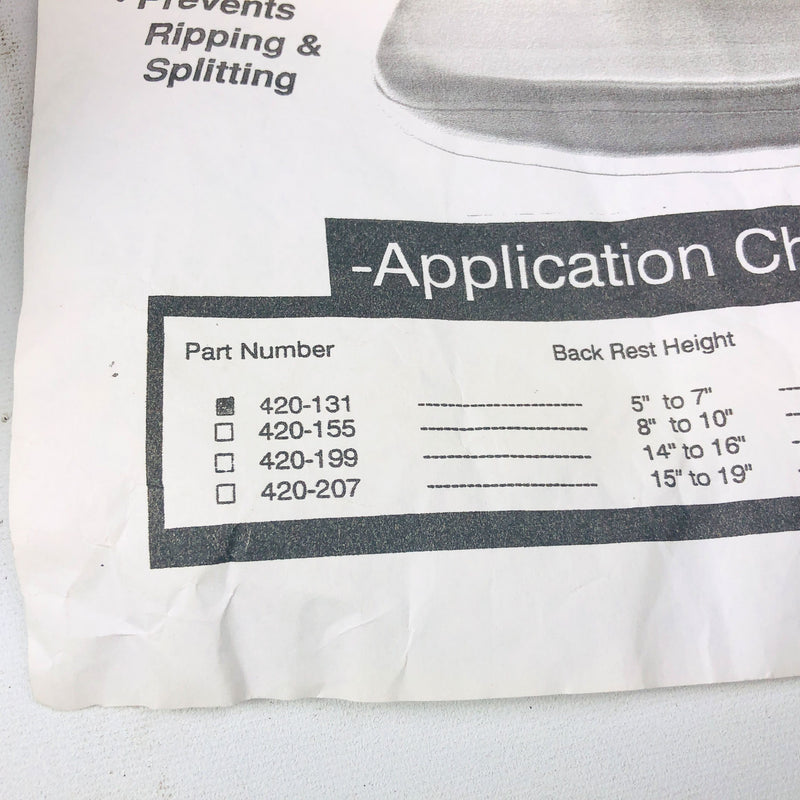 • Prevents
Ripping &
Splitting
-Application Ch
Part Number Back Rest Height
420-131 5" to 7"
420-155 8" to 10"
420-199 14" to 16"
420-207 15" to 19"